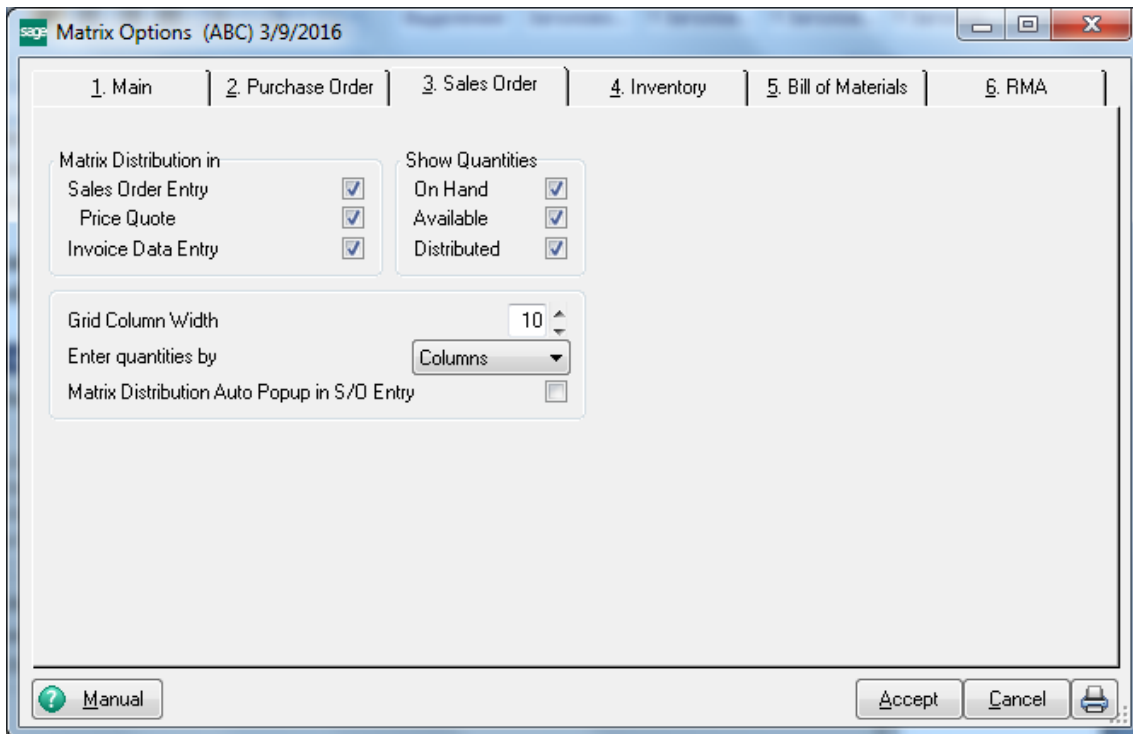 sage Matrix Options (ABC) 3/9/2016
1. Main 2. Purchase Order 3. Sales Order 4. Inventory 5. Bill of Materials 6. RMA
Matrix Distribution in
Sales Order Entry
Price Quote
Invoice Data Entry
Show Quantities
On Hand
Available
Distributed
Grid Column Width 10
Enter quantities by Columns
Matrix Distribution Auto Popup in S/O Entry
? Manual Accept Cancel